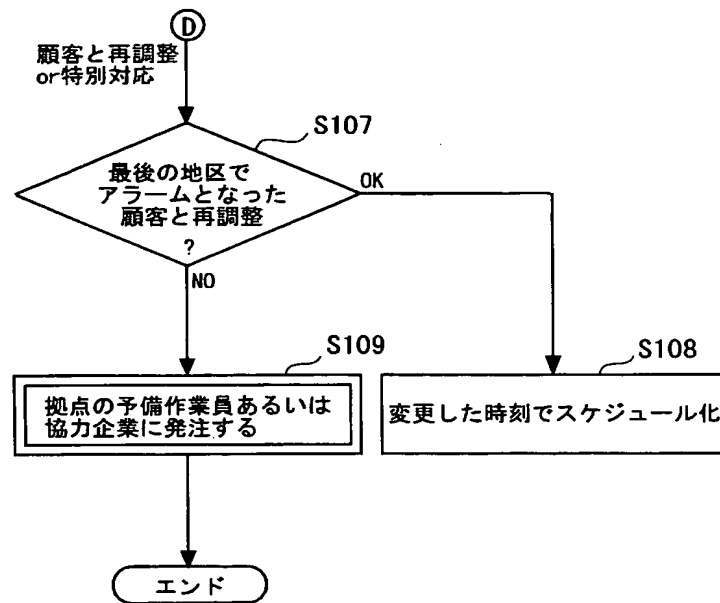 D
顧客と再調整
or特別対応
S107
最後の地区で
アラームとなった
顧客と再調整
?
OK
NO
S109
拠点の予備作業員あるいは
協力企業に発注する
S108
変更した時刻でスケジュール化
エンド